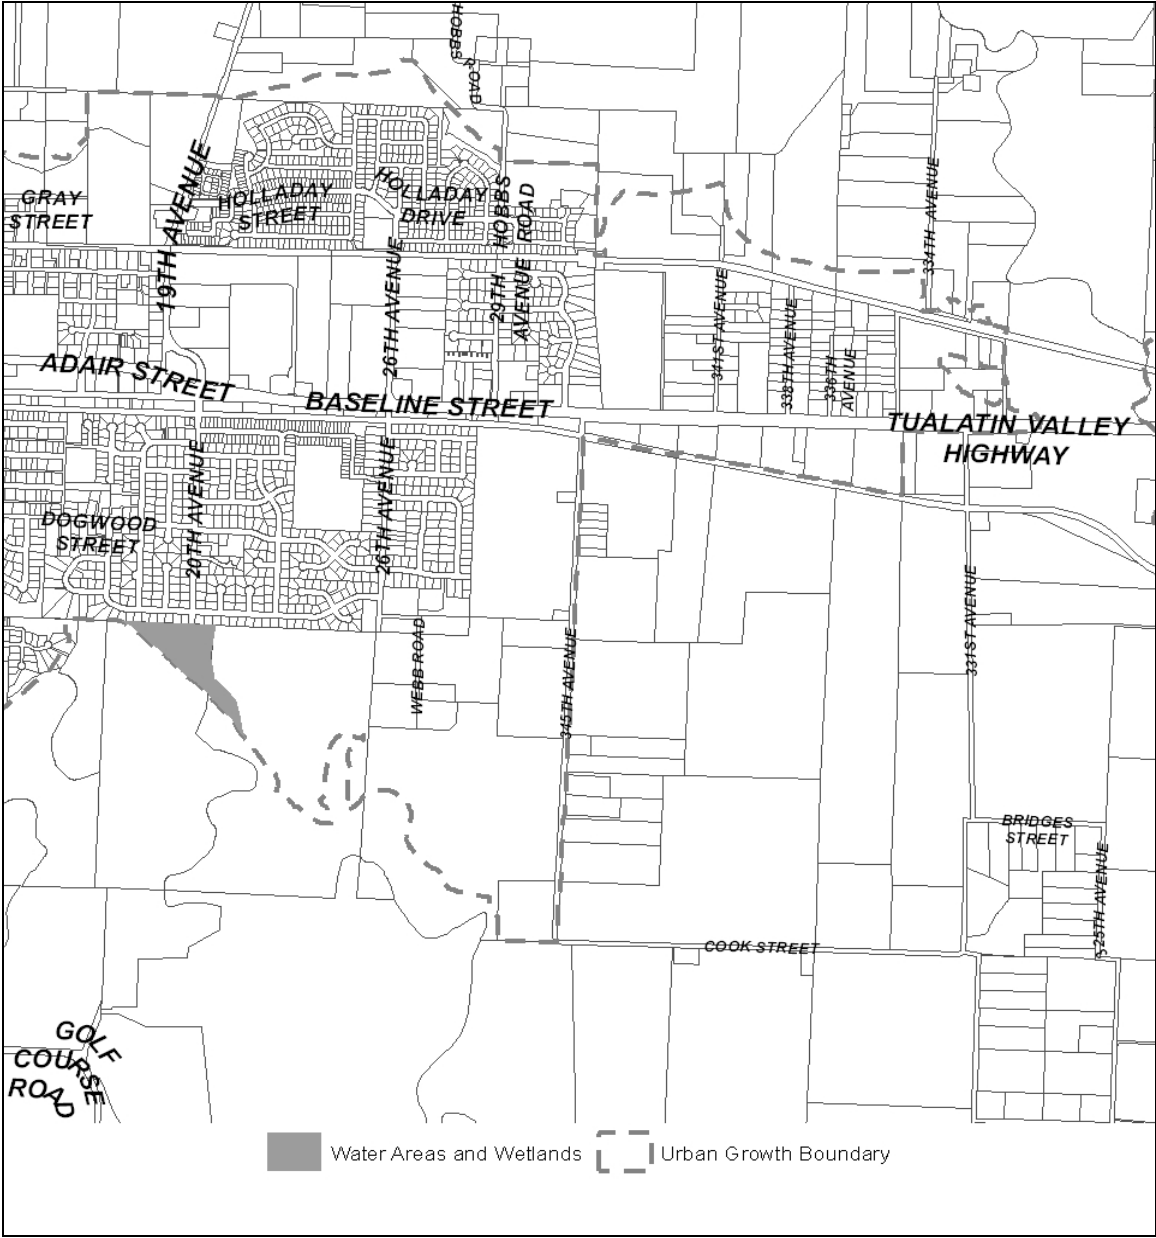 HOBBS
ROAD
19TH AVENUE
GRAY
STREET
HOLLADAY
STREET
HOLLADAY
DRIVE
29TH
AVENUE
HOBBS
ROAD
334TH AVENUE
26TH AVENUE
341ST AVENUE
338TH AVENUE
336TH
AVENUE
ADAIR STREET
BASELINE STREET
TUALATIN VALLEY
HIGHWAY
20TH AVENUE
26TH AVENUE
DOGWOOD
STREET
WEBB ROAD
345TH AVENUE
331ST AVENUE
BRIDGES
STREET
325TH AVENUE
COOK STREET
GOLF
COURSE
ROAD
Water Areas and Wetlands
Urban Growth Boundary